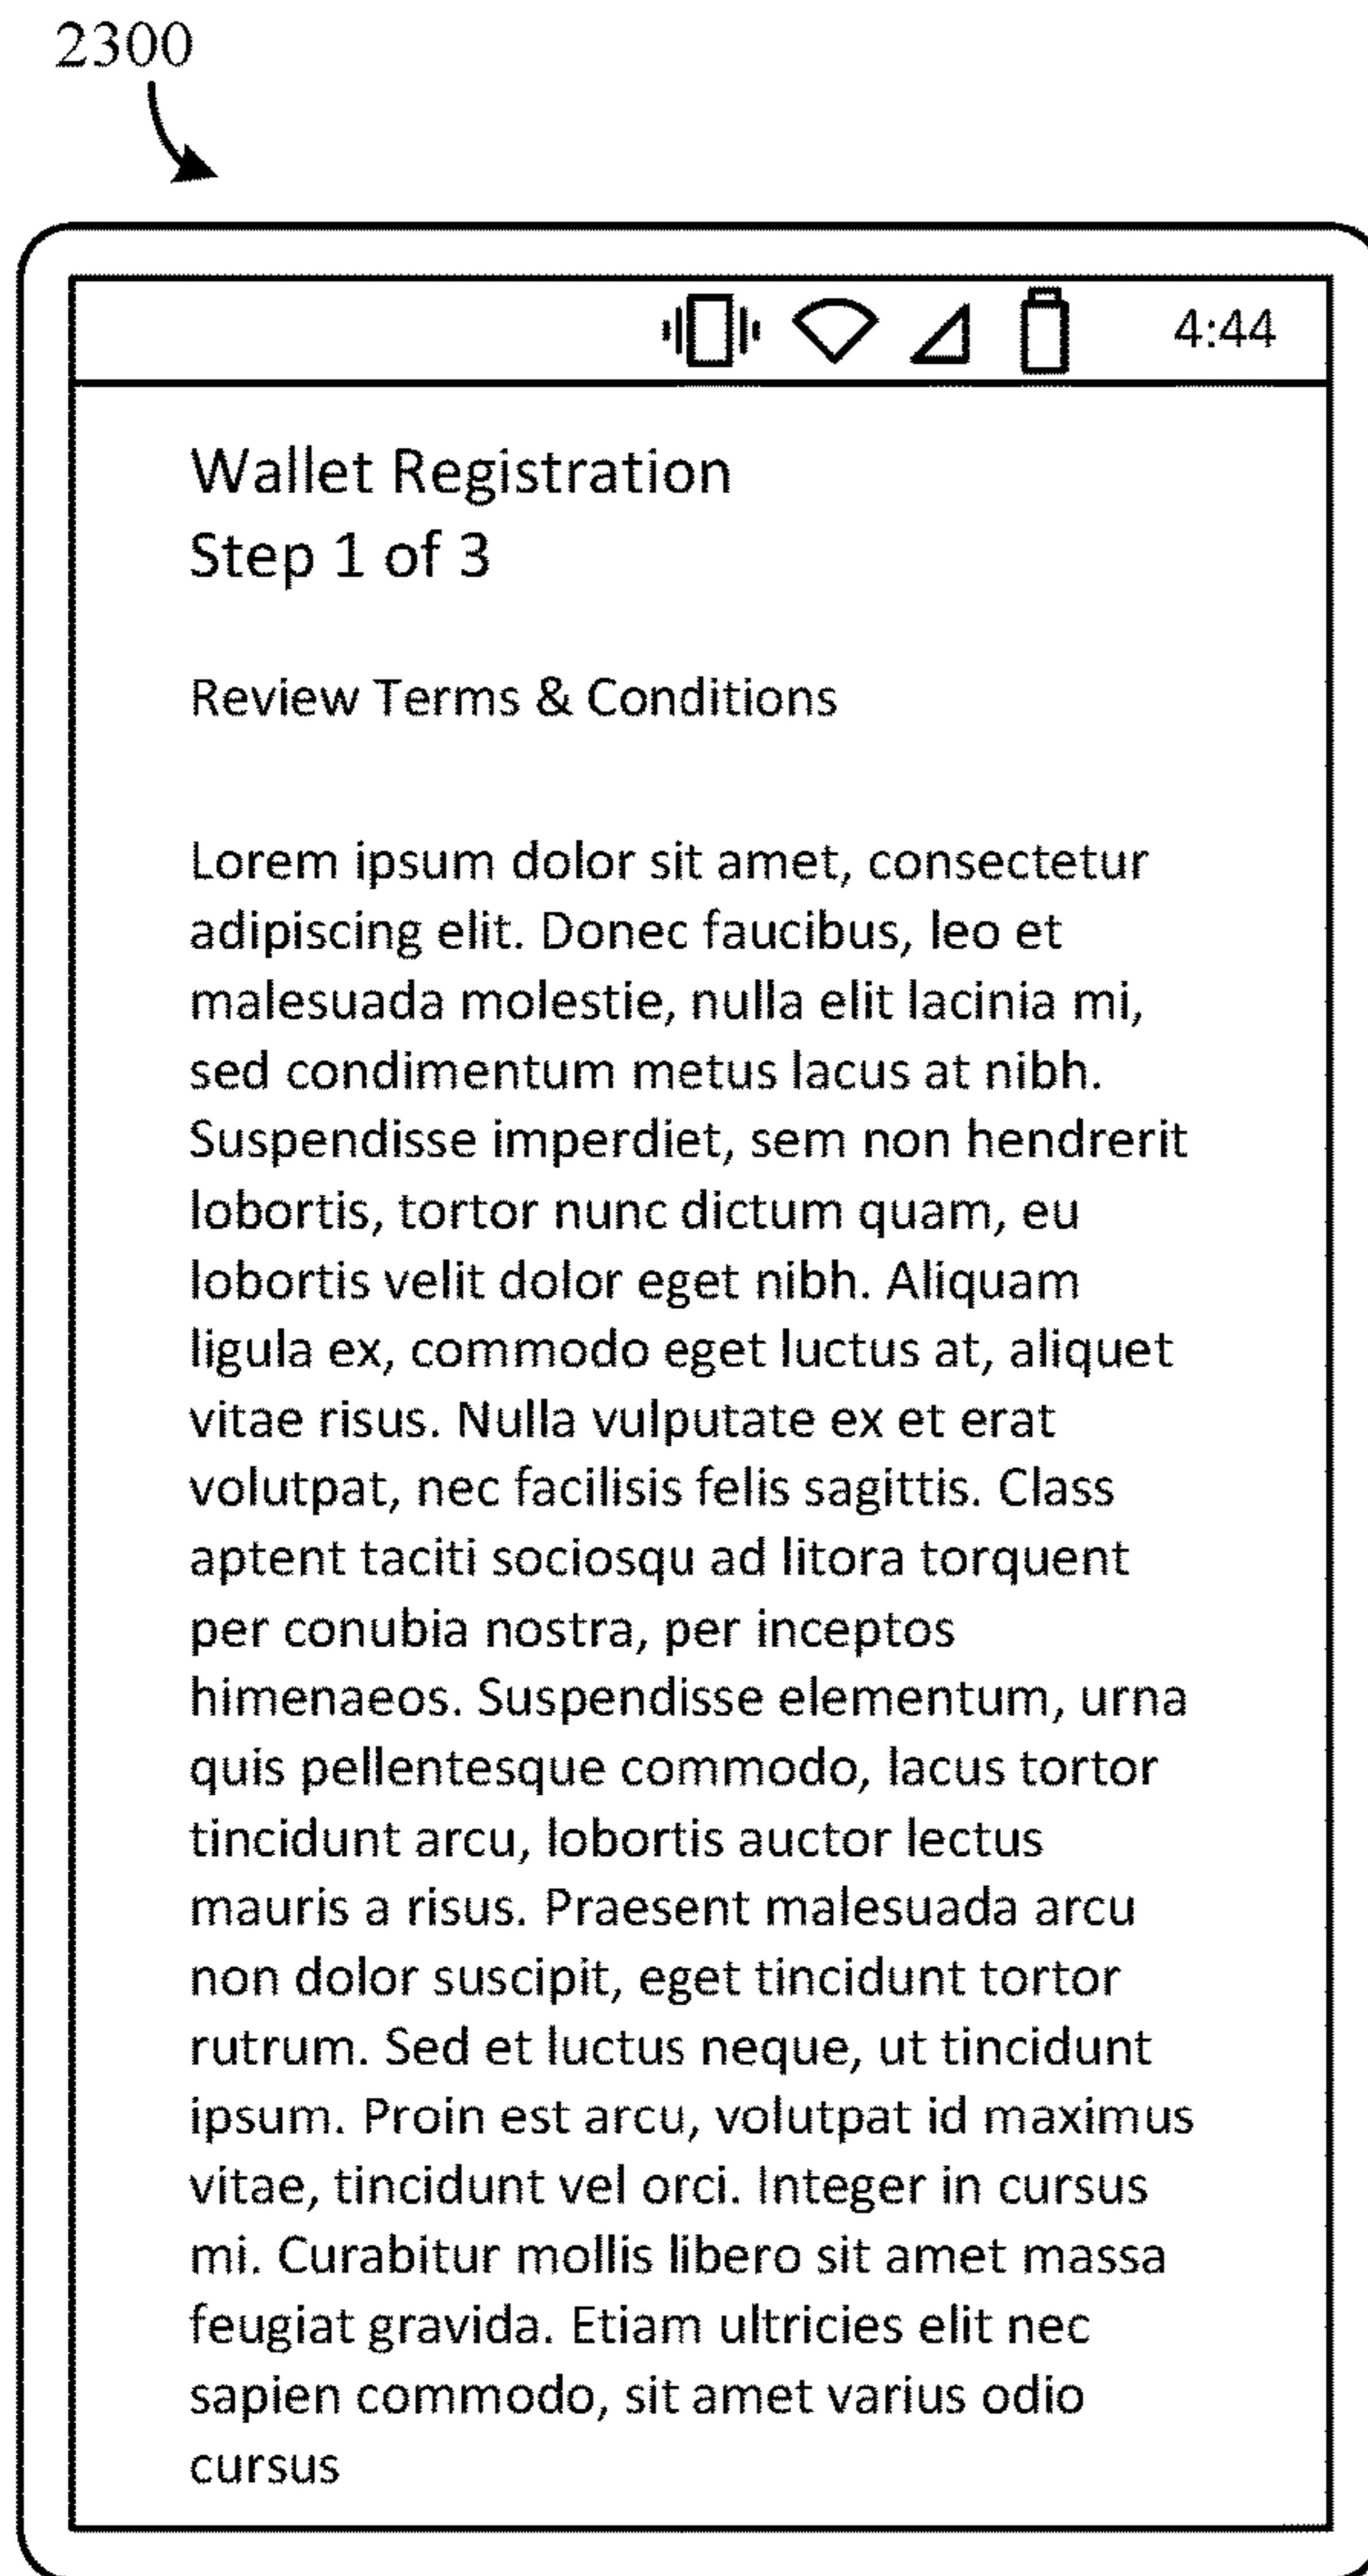 2300
4:44
Wallet Registration
Step 1 of 3
Review Terms & Conditions
Lorem ipsum dolor sit amet, consectetur
adipiscing elit. Donec faucibus, leo et
malesuada molestie, nulla elit lacinia mi,
sed condimentum metus lacus at nibh.
Suspendisse imperdiet, sem non hendrerit
lobortis, tortor nunc dictum quam, eu
lobortis velit dolor eget nibh. Aliquam
ligula ex, commodo eget luctus at, aliquet
vitae risus. Nulla vulputate ex et erat
volutpat, nec facilisis felis sagittis. Class
aptent taciti sociosqu ad litora torquent
per conubia nostra, per inceptos
himenaeos. Suspendisse elementum, urna
quis pellentesque commodo, lacus tortor
tincidunt arcu, lobortis auctor lectus
mauris a risus. Praesent malesuada arcu
non dolor suscipit, eget tincidunt tortor
rutrum. Sed et luctus neque, ut tincidunt
ipsum. Proin est arcu, volutpat id maximus
vitae, tincidunt vel orci. Integer in cursus
mi. Curabitur mollis libero sit amet massa
feugiat gravida. Etiam ultricies elit nec
sapien commodo, sit amet varius odio
cursus